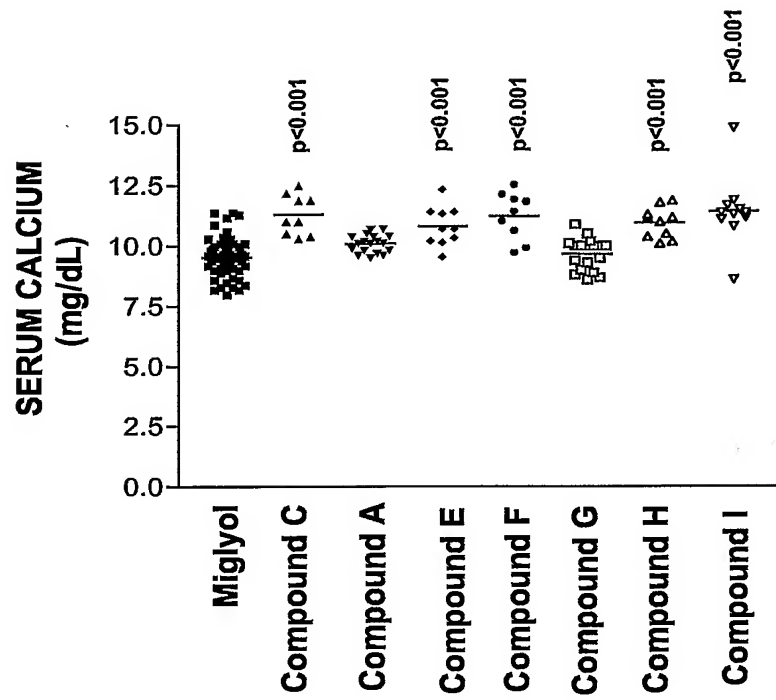 p<0.001
p<0.001
p<0.001
p<0.001
p<0.001
SERUM CALCIUM
(mg/dL)
15.0
12.5
10.0
7.5
5.0
2.5
0.0
Miglyol
Compound C
Compound A
Compound E
Compound F
Compound G
Compound H
Compound I